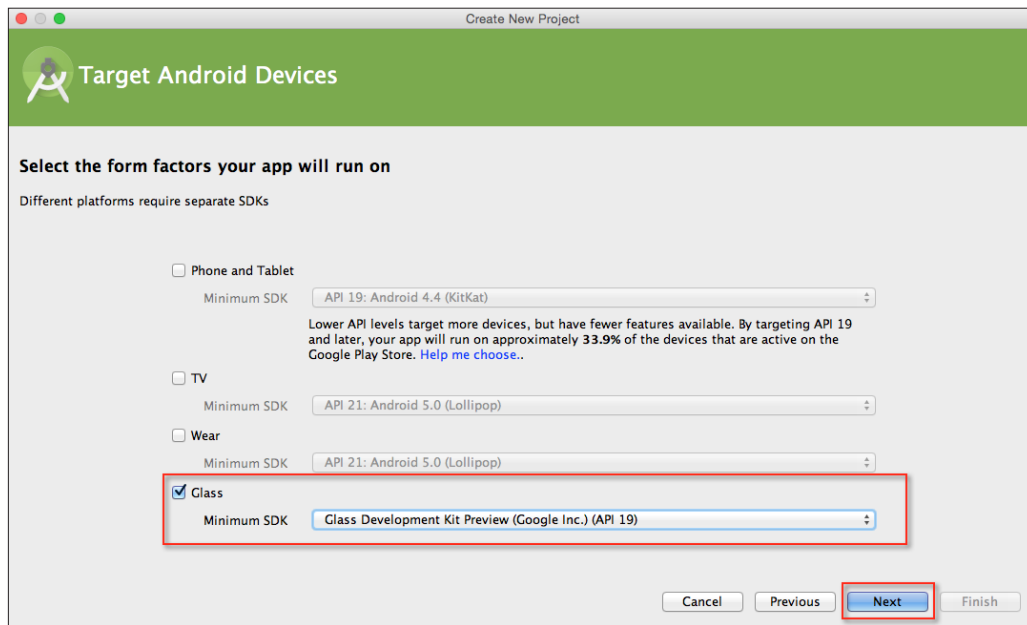 Create New Project
Target Android Devices
Select the form factors your app will run on
Different platforms require separate SDKs
Phone and Tablet
Minimum SDK API 19: Android 4.4 (KitKat)
Lower API levels target more devices, but have fewer features available. By targeting API 19
and later, your app will run on approximately 33.9% of the devices that are active on the
Google Play Store. Help me choose..
TV
Minimum SDK API 21: Android 5.0 (Lollipop)
Wear
Minimum SDK API 21: Android 5.0 (Lollipop)
Glass
Minimum SDK Glass Development Kit Preview (Google Inc.) (API 19)
Cancel Previous Next Finish